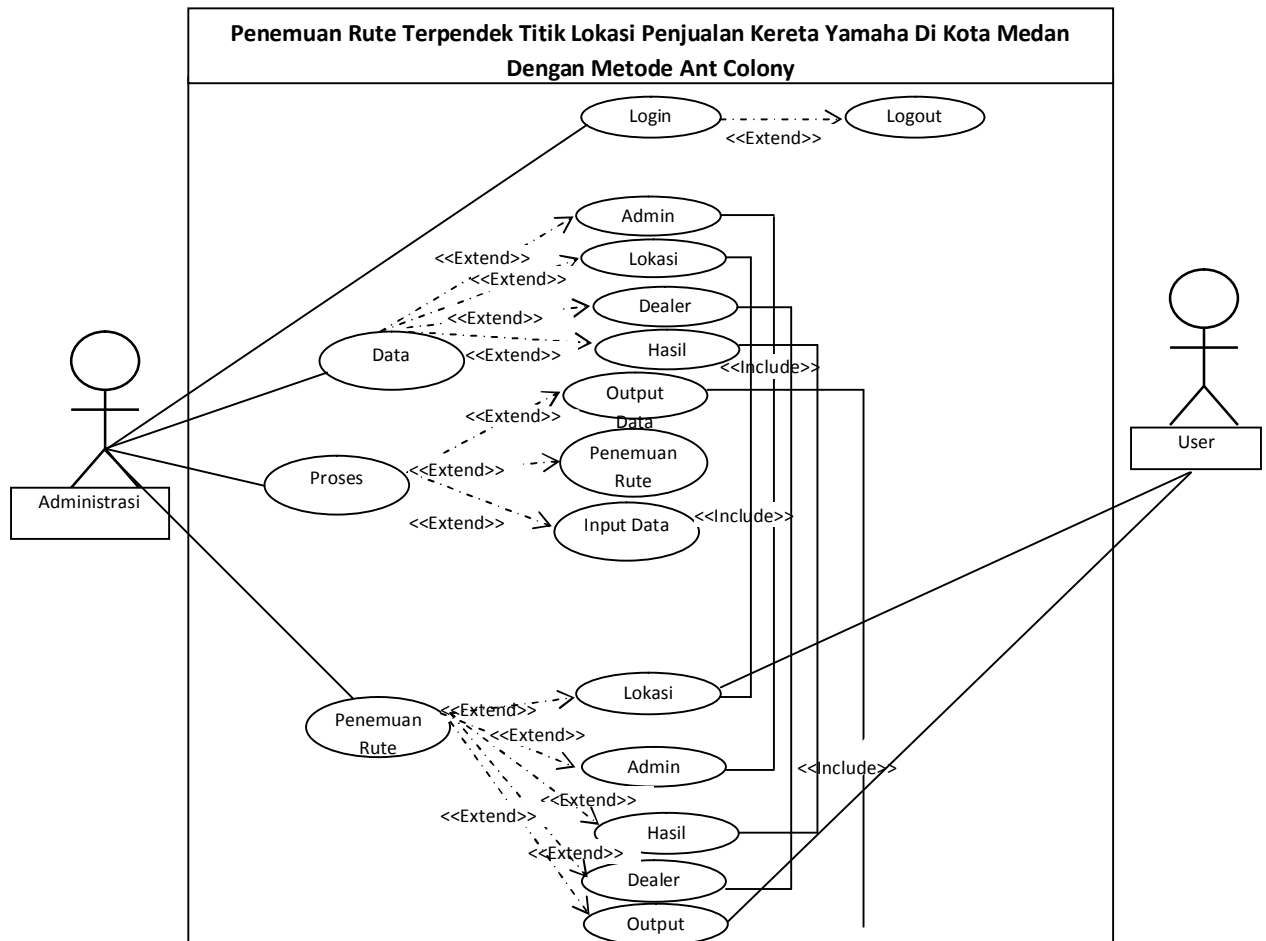 Penemuan Rute Terpendek Titik Lokasi Penjualan Kereta Yamaha Di Kota Medan
Dengan Metode Ant Colony
Login
Logout
<<Extend>>
Admin
<<Extend>>
Lokasi
<<Extend>>
Dealer
<<Extend>>
Hasil
Data
<<Extend>>
<<Include>>
Output
Data
<<Extend>>
User
Penemuan
Rute
<<Extend>>
Proses
Administrasi
<<Include>>
<<Extend>>
Input Data
Lokasi
<<Extend>>
Penemuan
Rute
<<Extend>>
Admin
<<Include>>
<<Extend>>
<<Extend>>
Hasil
<<Extend>>
Dealer
Output